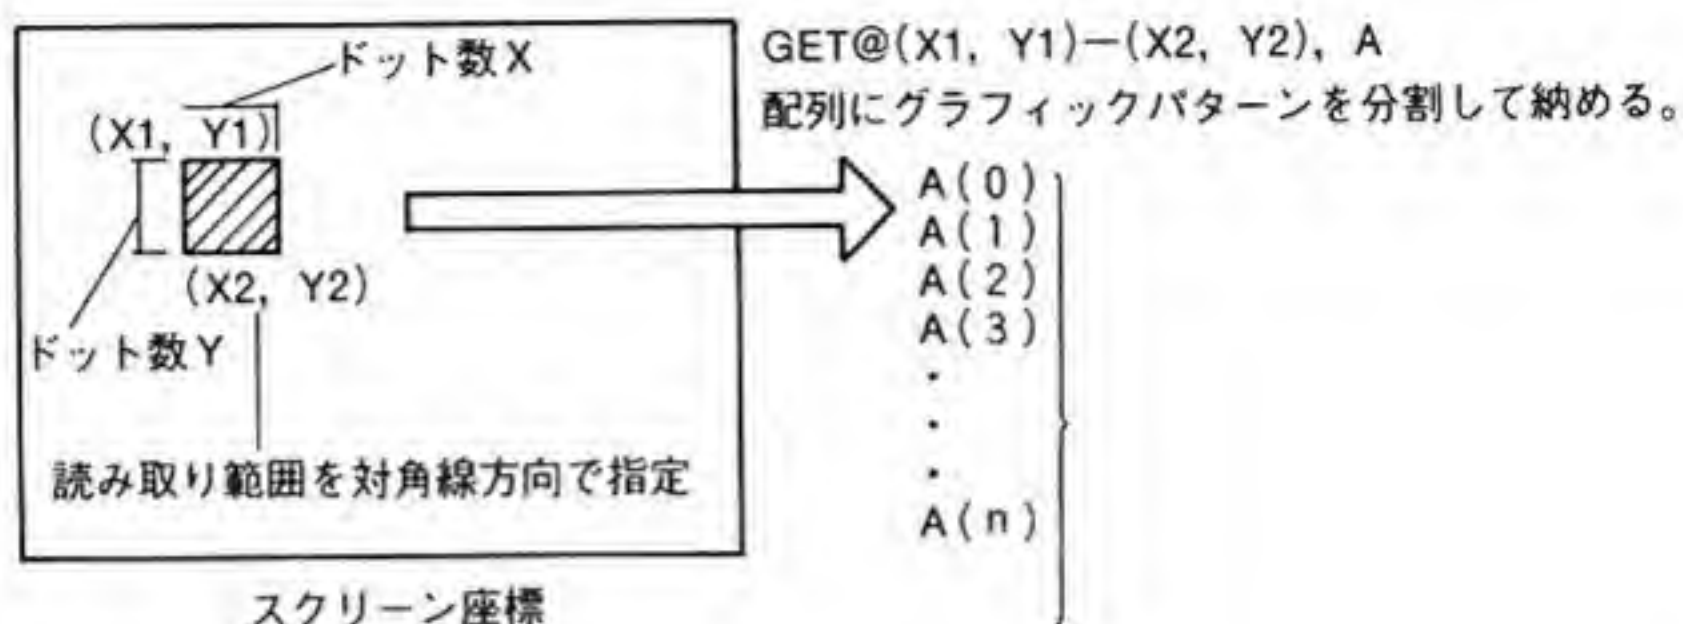 ドット数X
(X1, Y1)
(X2, Y2)
ドット数Y
読み取り範囲を対角線方向で指定
スクリーン座標
GET@(X1, Y1)−(X2, Y2), A
配列にグラフィックパターンを分割して納める。
A(0)
A(1)
A(2)
A(3)
・
・
・
A(n)